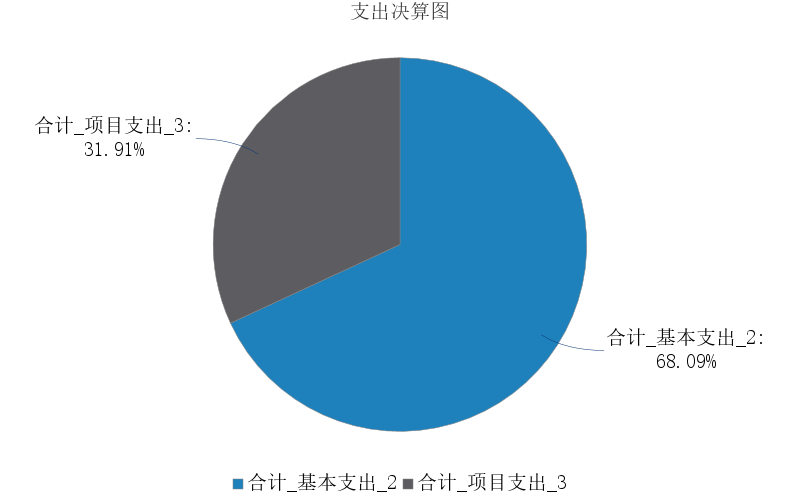 支出决算图
合计_项目支出_3:
31.91%
合计_基本支出_2:
68.09%
合计_基本支出_2 合计_项目支出_3